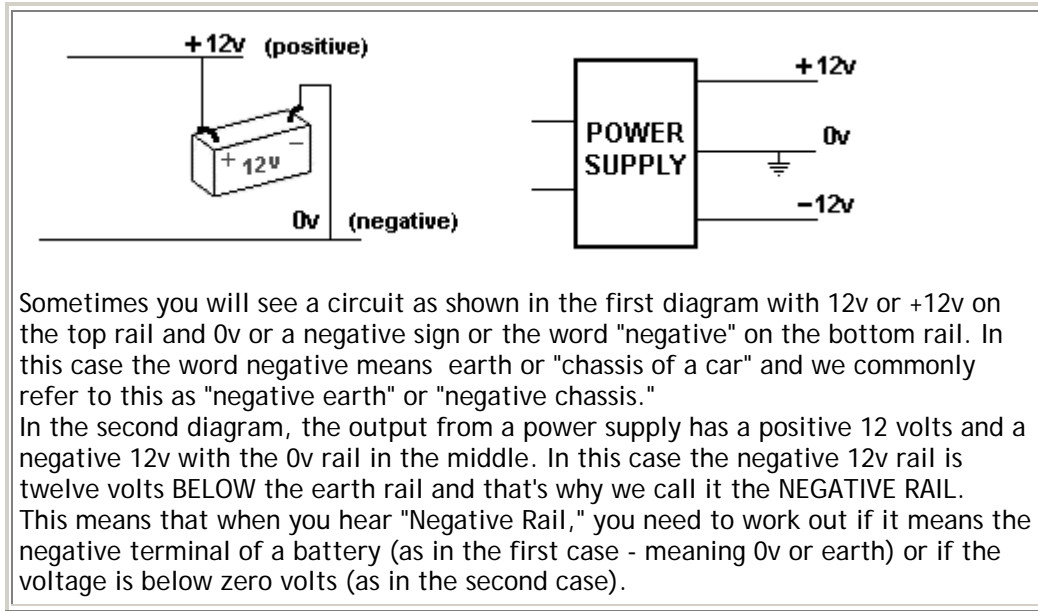 +12v (positive)
+ 12v −
0v (negative)
POWER
SUPPLY
+12v
0v
−12v
Sometimes you will see a circuit as shown in the first diagram with 12v or +12v on
the top rail and 0v or a negative sign or the word "negative" on the bottom rail. In
this case the word negative means  earth or "chassis of a car" and we commonly
refer to this as "negative earth" or "negative chassis."
In the second diagram, the output from a power supply has a positive 12 volts and a
negative 12v with the 0v rail in the middle. In this case the negative 12v rail is
twelve volts BELOW the earth rail and that's why we call it the NEGATIVE RAIL.
This means that when you hear "Negative Rail," you need to work out if it means the
negative terminal of a battery (as in the first case - meaning 0v or earth) or if the
voltage is below zero volts (as in the second case).